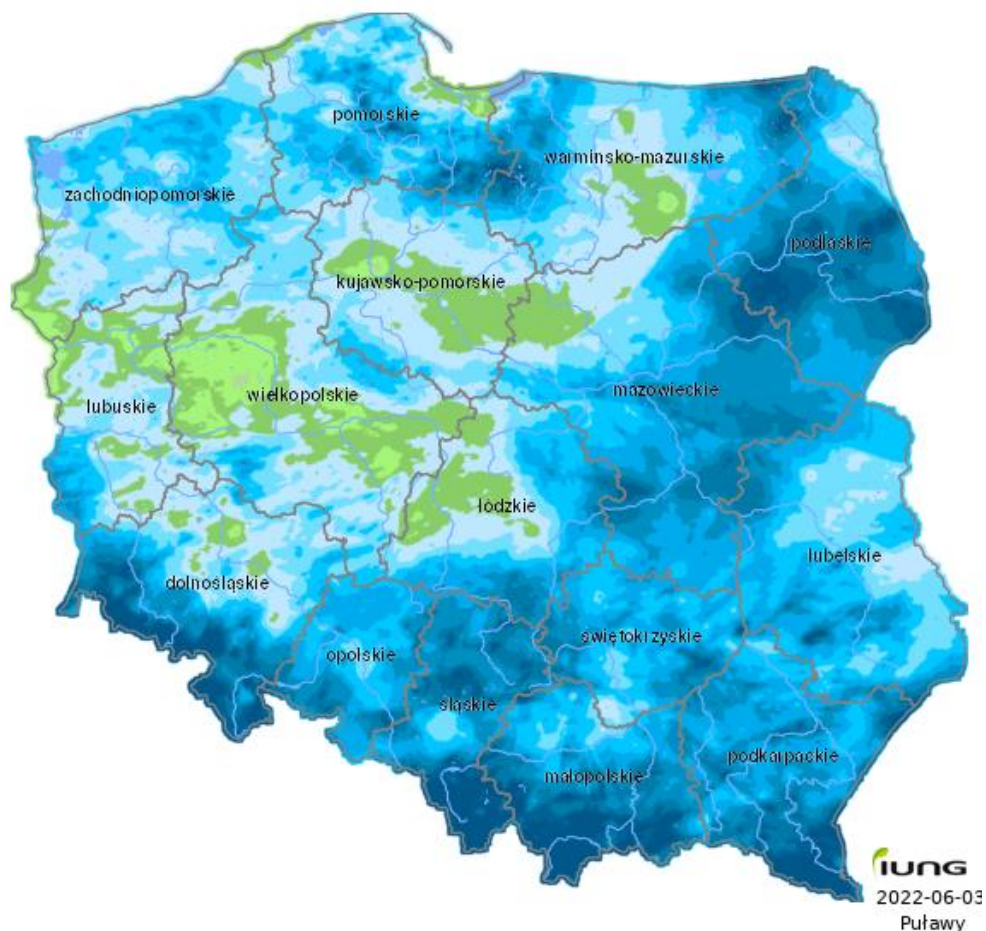 pomorskie
warmińsko-mazurskie
zachodniopomorskie
podlaskie
kujawsko-pomorskie
mazowieckie
wielkopolskie
lubuskie
łódzkie
lubelskie
dolnośląskie
świętokrzyskie
opolskie
śląskie
podkarpackie
małopolskie
IUNG
2022-06-03
Puławy